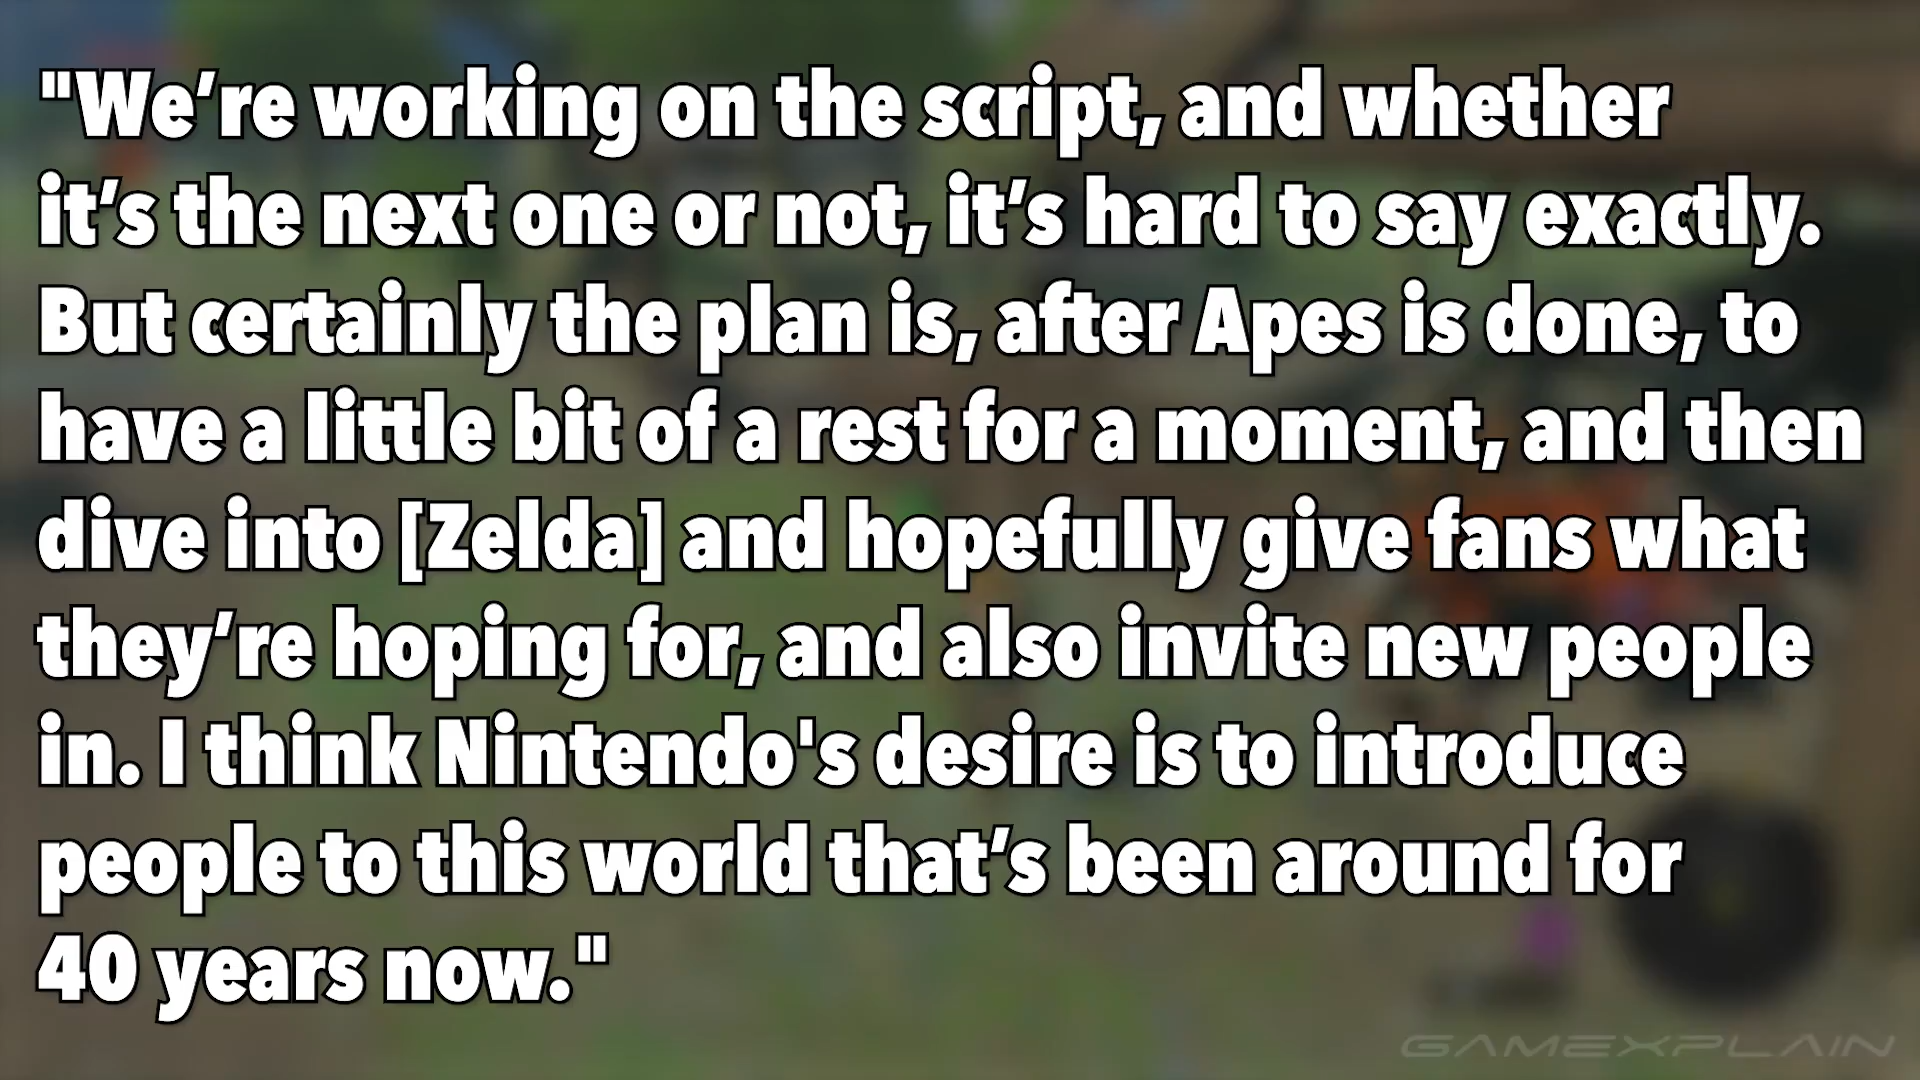 "We’re working on the script, and whether
it’s the next one or not, it’s hard to say exactly.
But certainly the plan is, after Apes is done, to
have a little bit of a rest for a moment, and then
dive into [Zelda] and hopefully give fans what
they’re hoping for, and also invite new people
in. I think Nintendo's desire is to introduce
people to this world that’s been around for
40 years now."
GAMEXPLAIN